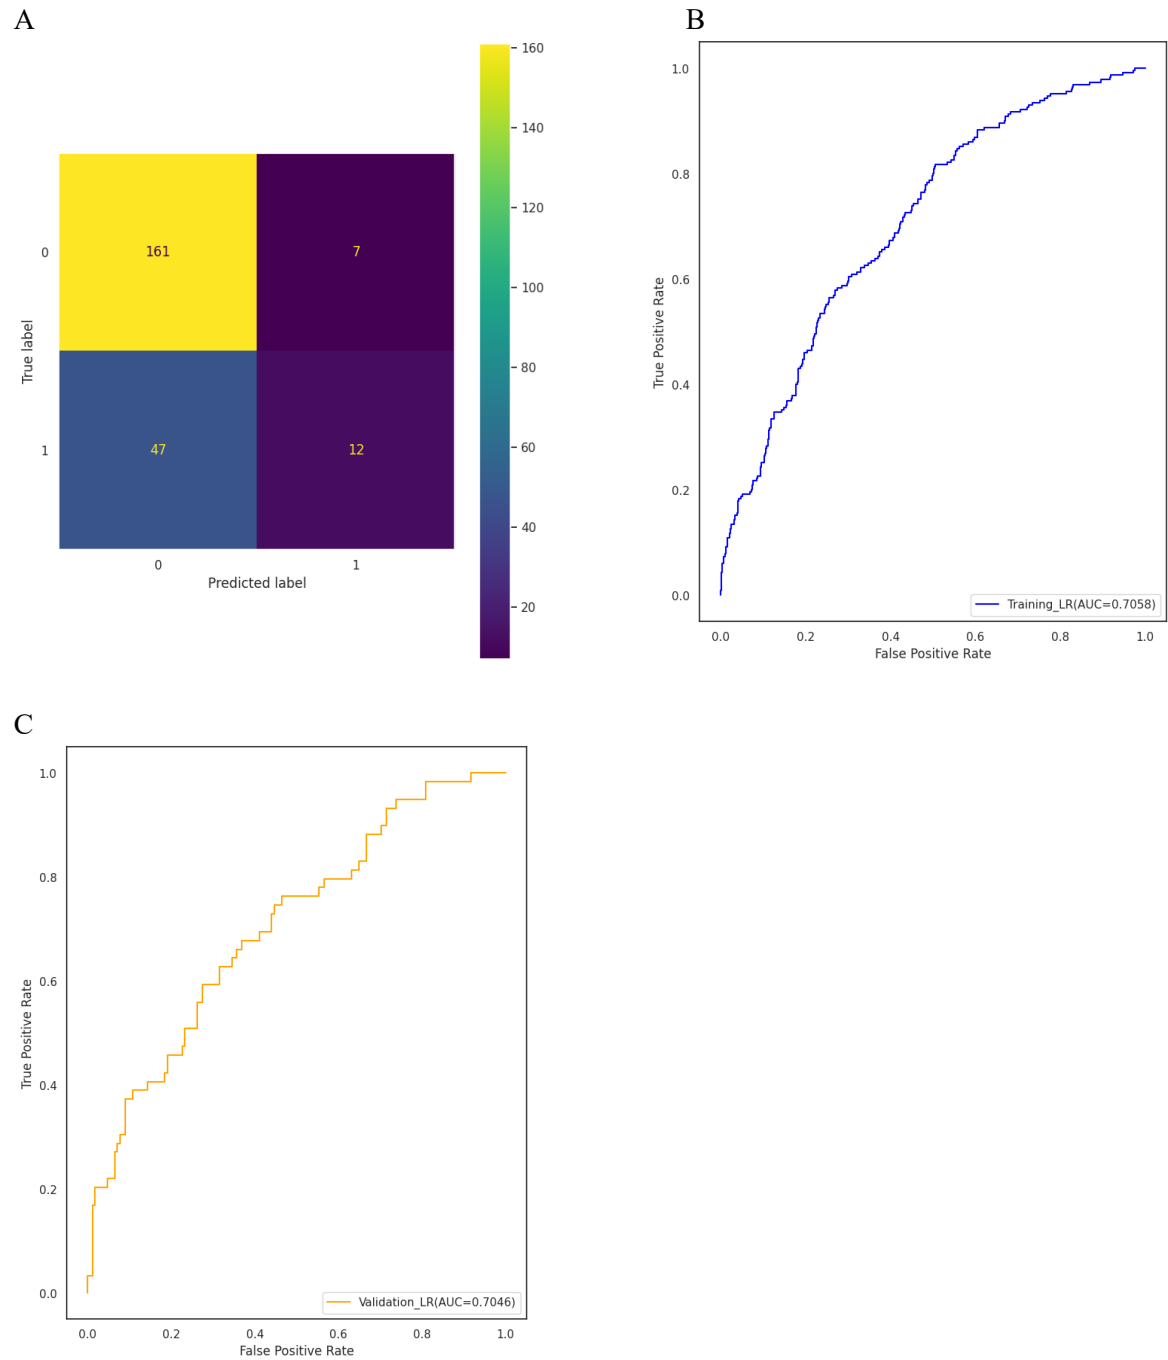 A
161
7
47
12
0
1
True label
0
1
Predicted label
160
140
120
100
80
60
40
20
B
1.0
0.8
0.6
0.4
0.2
0.0
True Positive Rate
Training_LR(AUC=0.7058)
0.0 0.2 0.4 0.6 0.8 1.0
False Positive Rate
C
1.0
0.8
0.6
0.4
0.2
0.0
True Positive Rate
Validation_LR(AUC=0.7046)
0.0 0.2 0.4 0.6 0.8 1.0
False Positive Rate